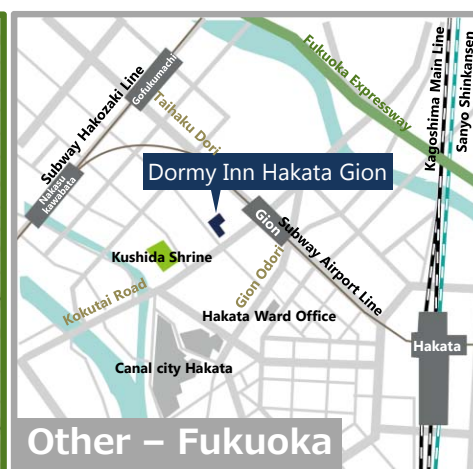 Fukuoka Expressway
Kagoshima Main Line
Sanyo Shinkansen
Gofukumachi
Subway Hakozaki Line
Taihaku Dori
Dormy Inn Hakata Gion
Nakasu
kawabata
Gion
Subway Airport Line
Kushida Shrine
Gion Odori
Kokutai Road
Hakata Ward Office
Hakata
Canal city Hakata
Other – Fukuoka